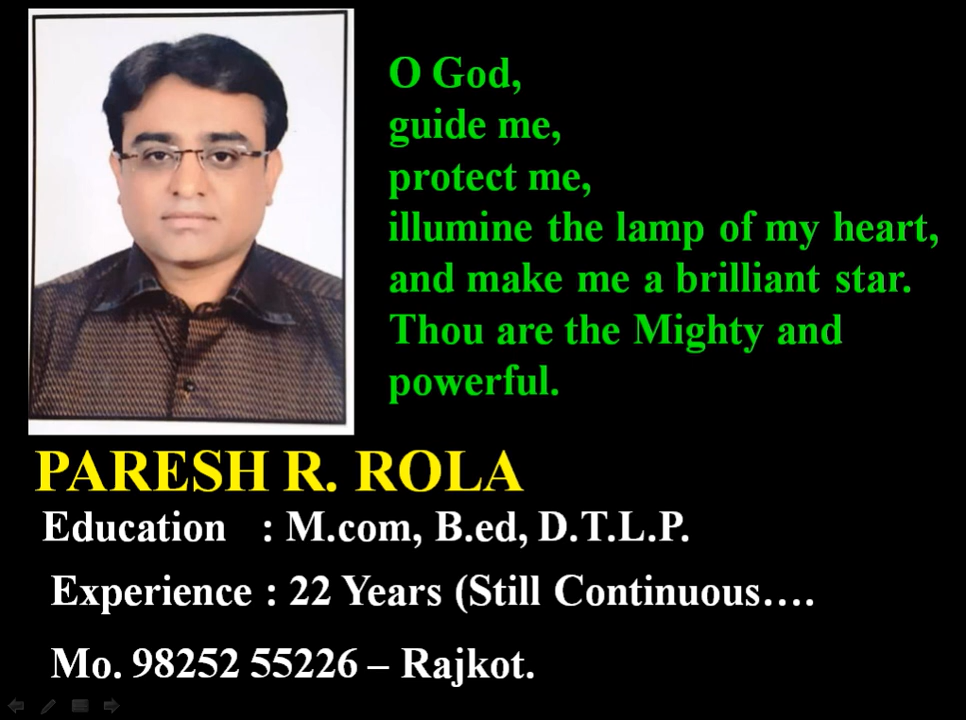 O God,
guide me,
protect me,
illumine the lamp of my heart,
and make me a brilliant star.
Thou are the Mighty and
powerful.
PARESH R. ROLA
Education : M.com, B.ed, D.T.L.P.
Experience : 22 Years (Still Continuous….
Mo. 98252 55226 – Rajkot.